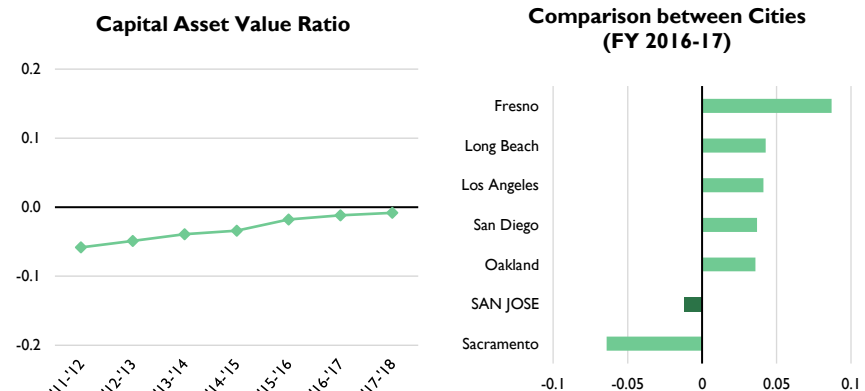 Capital Asset Value Ratio
0.2
0.1
0.0
-0.1
-0.2
'11-'12
'12-'13
'13-'14
'14-'15
'15-'16
'16-'17
'17-'18
Comparison between Cities
(FY 2016-17)
Fresno
Long Beach
Los Angeles
San Diego
Oakland
SAN JOSE
Sacramento
-0.1
-0.05
0
0.05
0.1